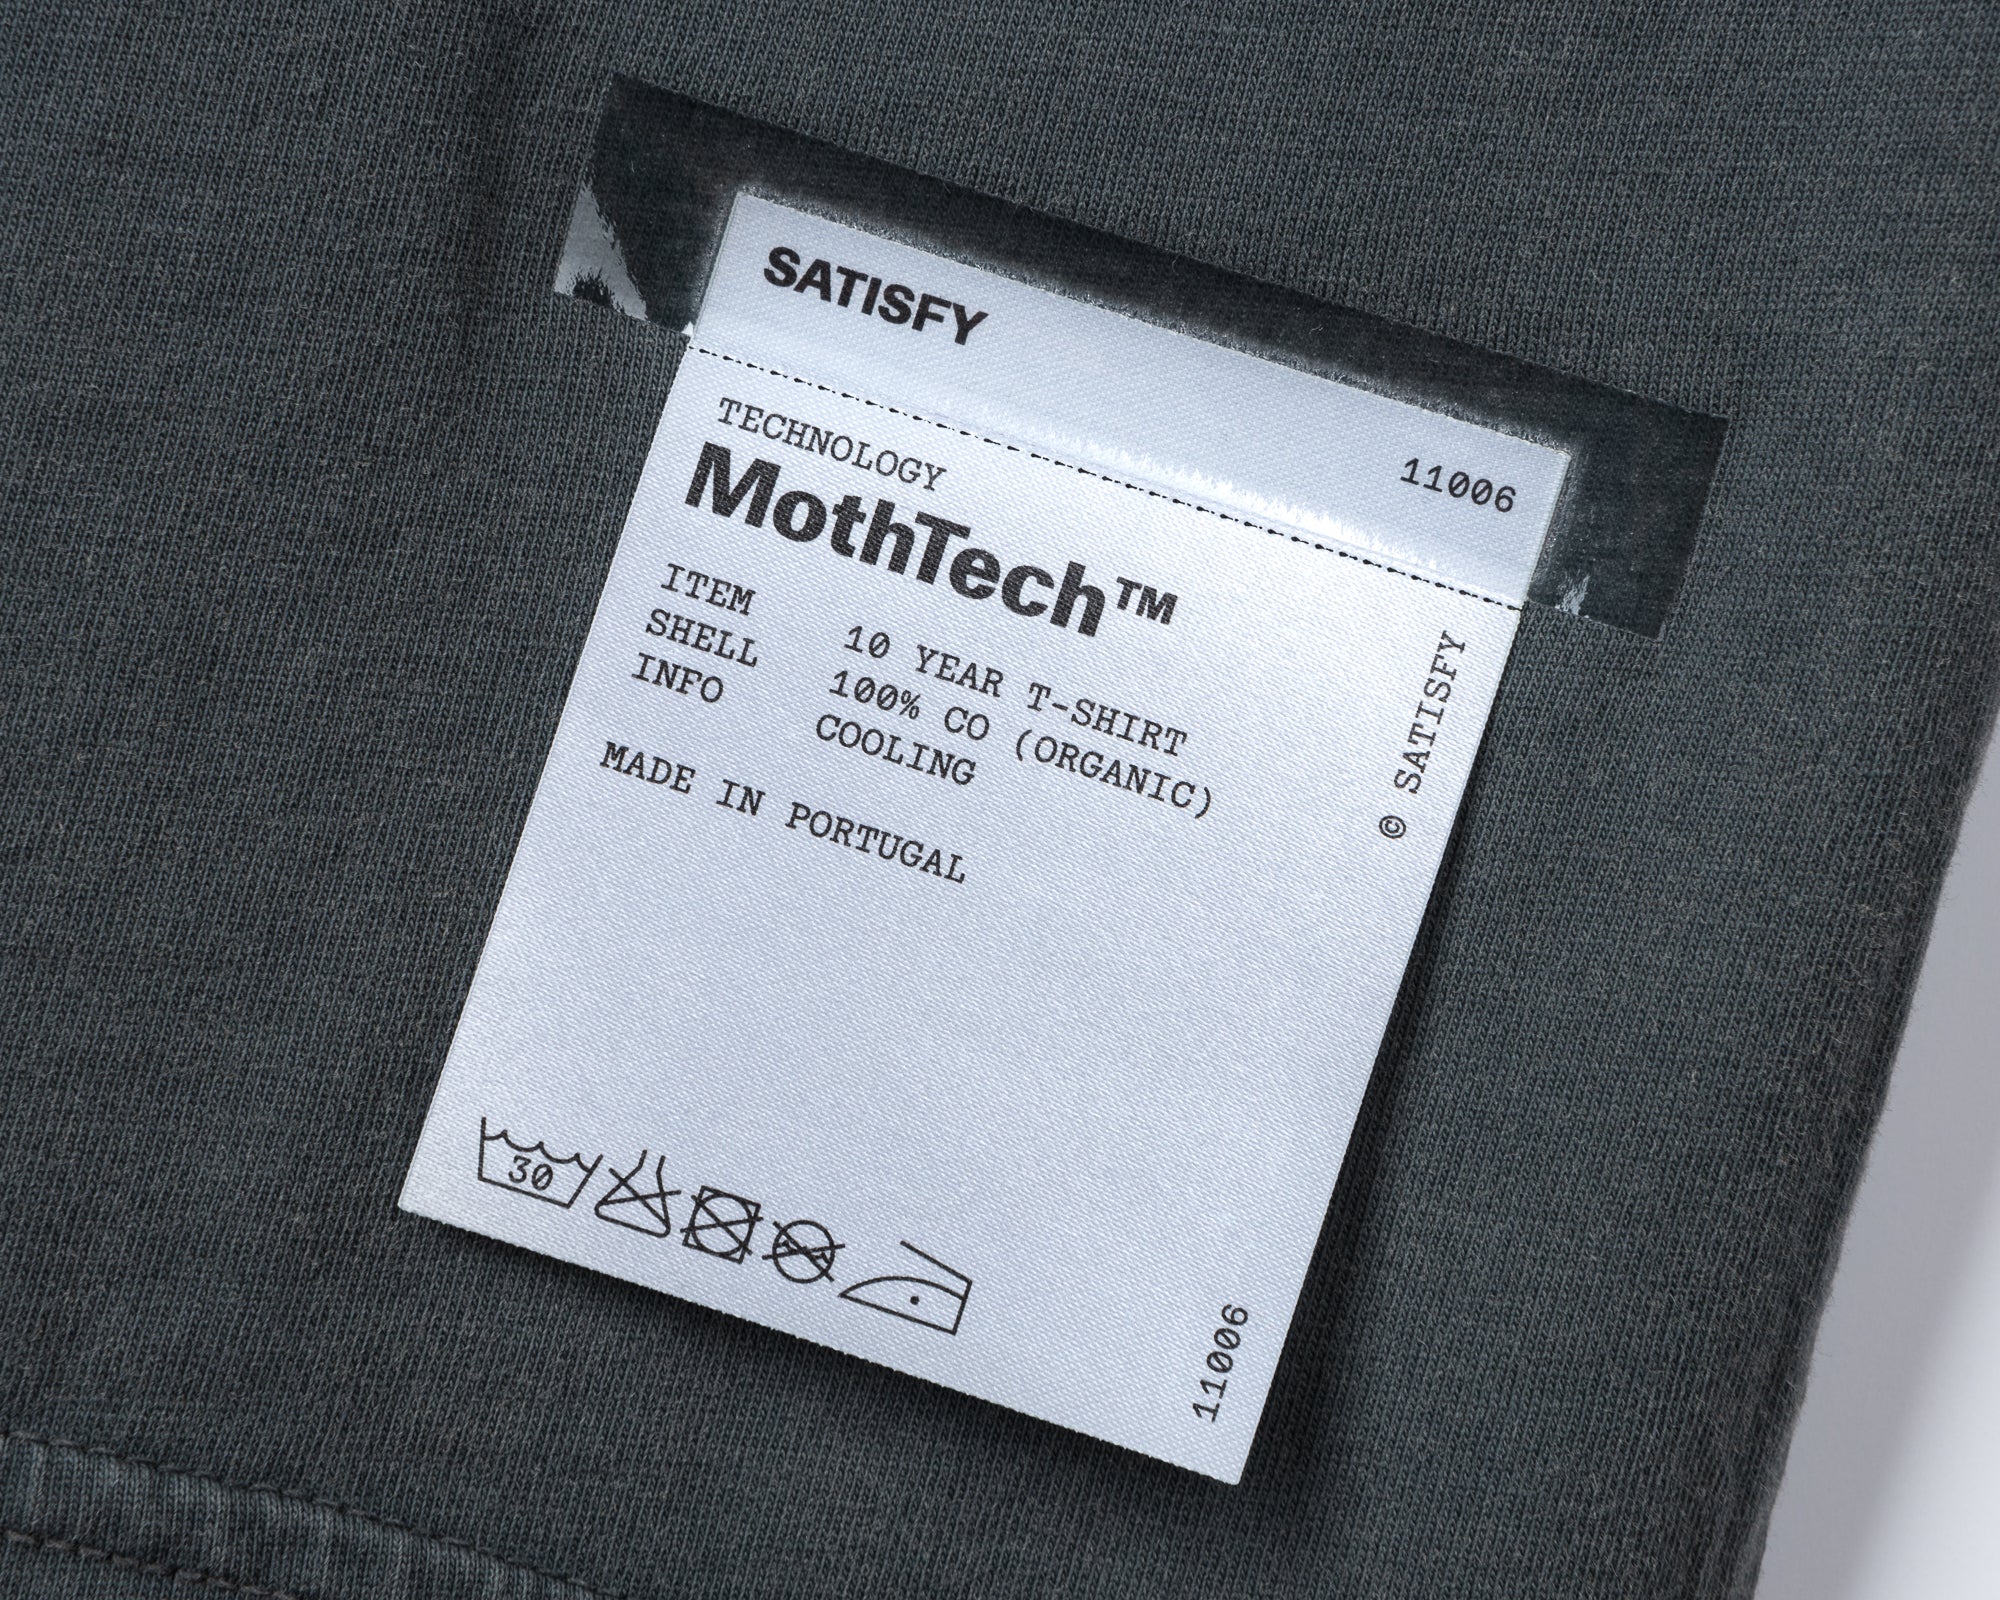 SATISFY
11006
TECHNOLOGY
MothTech™
ITEM 10 YEAR T-SHIRT
SHELL 100% CO (ORGANIC)
INFO COOLING
MADE IN PORTUGAL
© SATISFY
30
11006